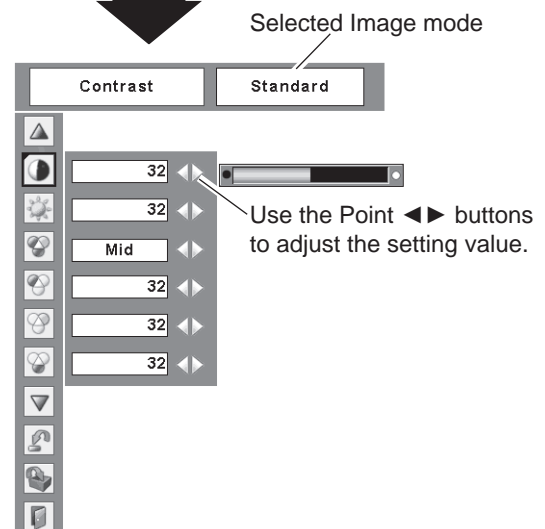 Selected Image mode
Contrast Standard
32
32
Use the Point ◄► buttons
to adjust the setting value.
Mid
32
32
32